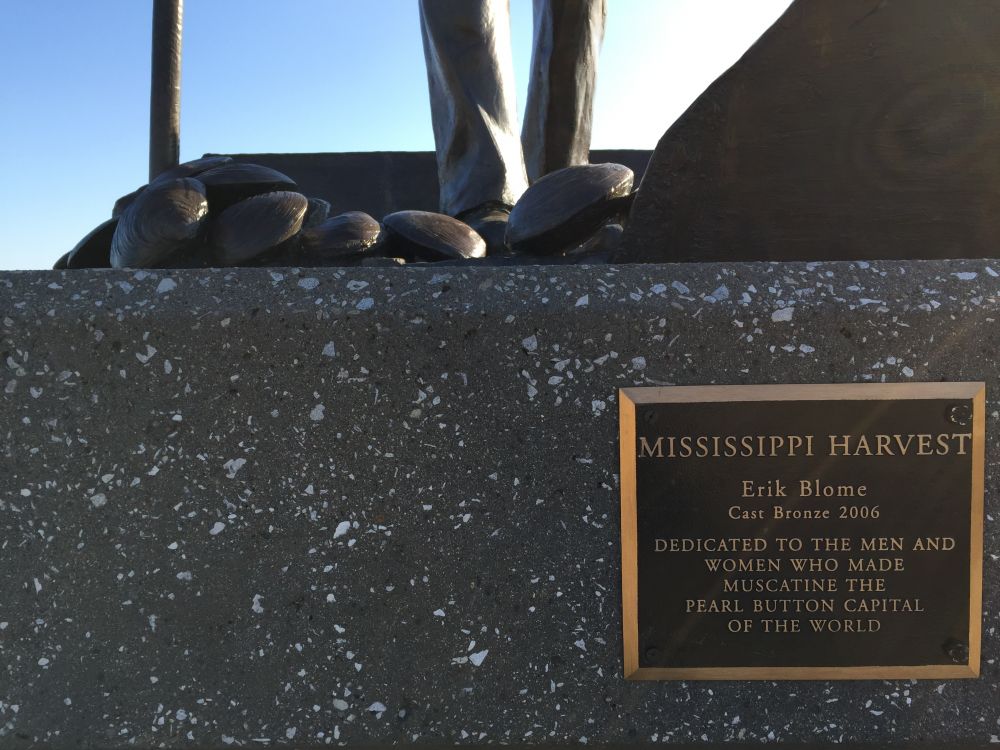 MISSISSIPPI HARVEST
Erik Blome
Cast Bronze 2006
DEDICATED TO THE MEN AND
WOMEN WHO MADE
MUSCATINE THE
PEARL BUTTON CAPITAL
OF THE WORLD